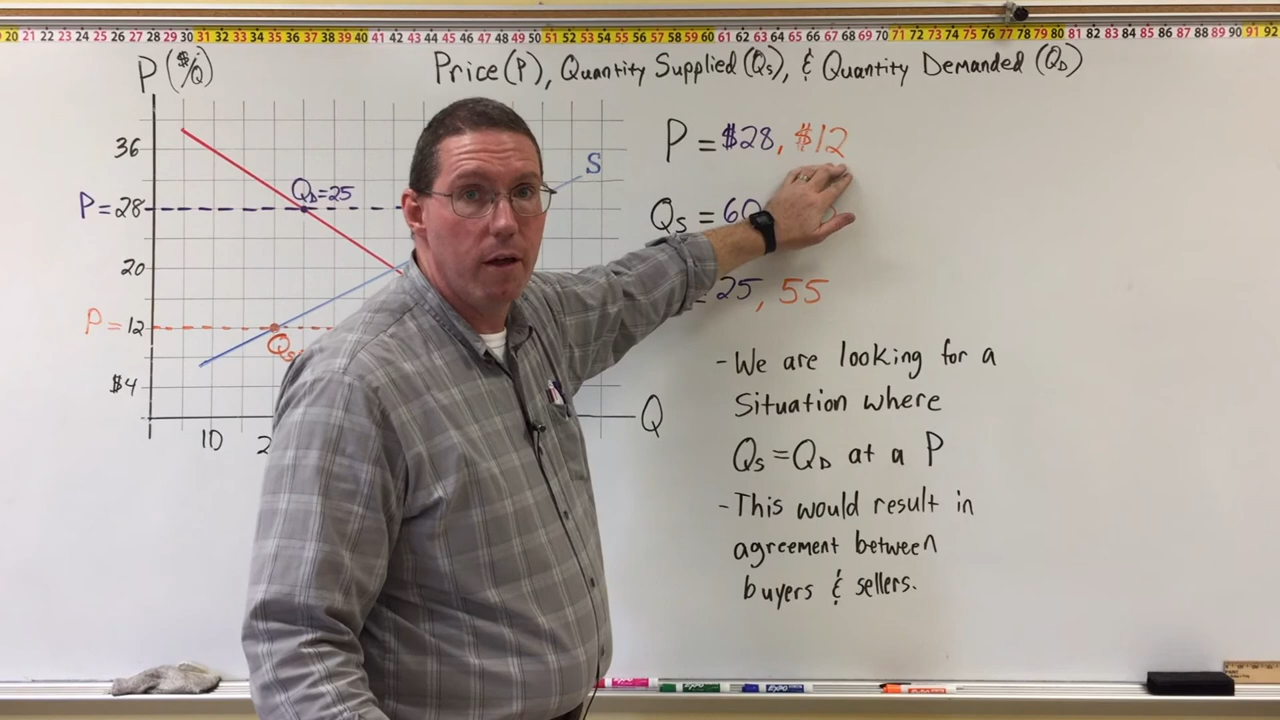 20 21 22 23 24 25 26 27 28 29 30 31 32 33 34 35 36 37 38 39 40 41 42 43 44 45 46 47 48 49 50 51 52 53 54 55 56 57 58 59 60 61 62 63 64 65 66 67 68 69 70 71 72 73 74 75 76 77 78 79 80 81 82 83 84 85 86 87 88 89 90 91 92
P($/Q) Price (P), Quantity Supplied (Qs), & Quantity Demanded (QD)
36
P = $28, $12
S
QD=25
P=28
Qs = 60
20
P=12
Qs
= 25, 55
$4
Q
10 2
- We are looking for a
Situation where
Qs = QD at a P
- This would result in
agreement between
buyers & sellers.
EXPO